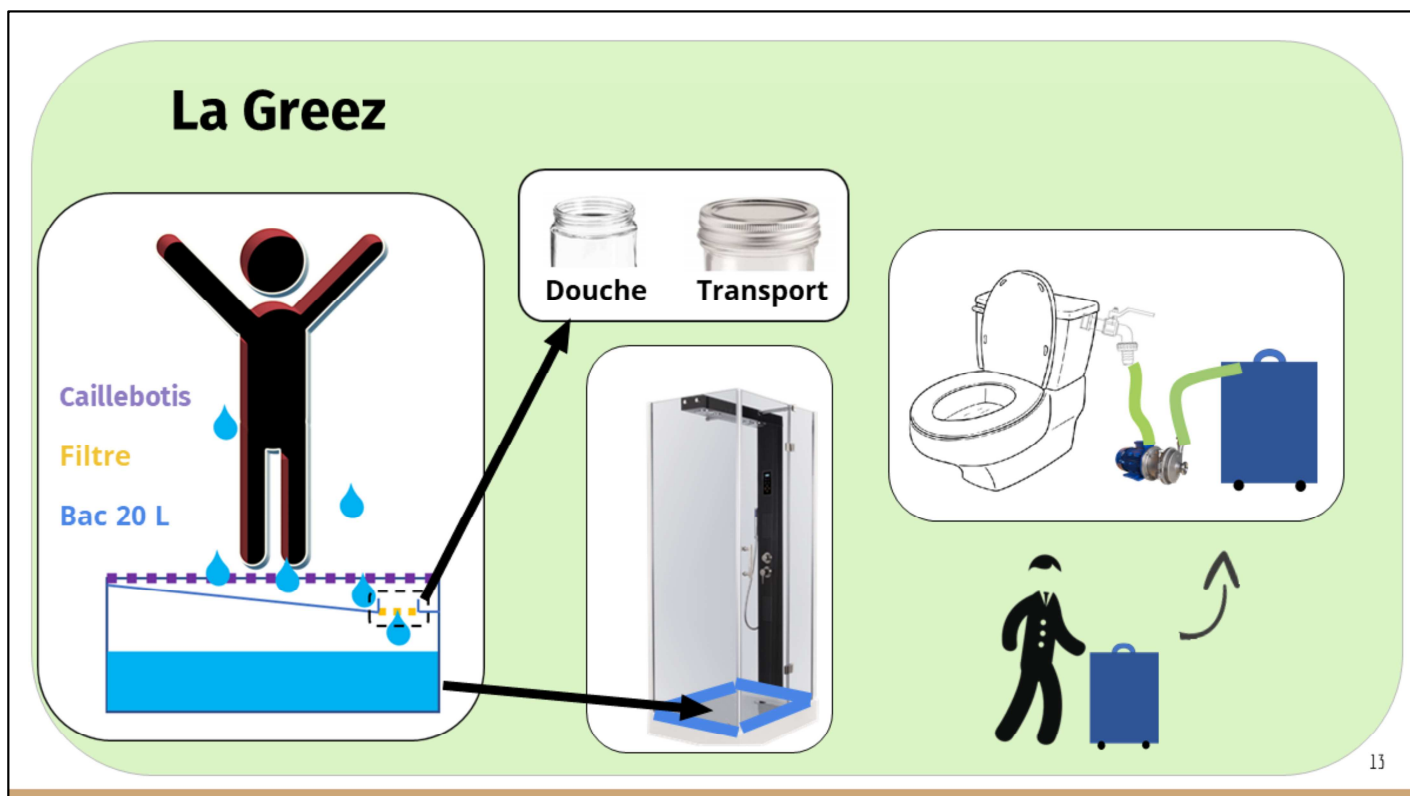 La Greez
Caillebotis
Filtre
Bac 20 L
Douche
Transport
13